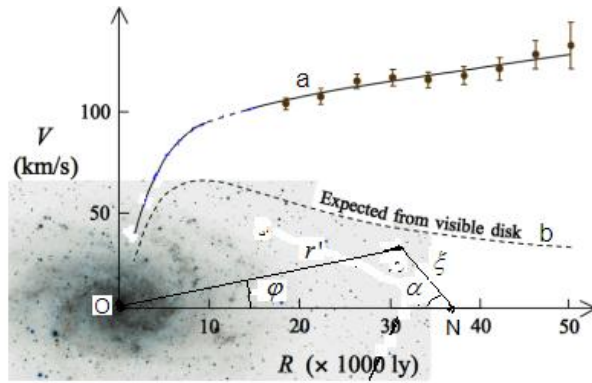 a
100
V
(km/s)
50
Expected from visible disk
b
r'
ξ
φ
α
O
N
10
20
30
40
50
R (× 1000 ly)